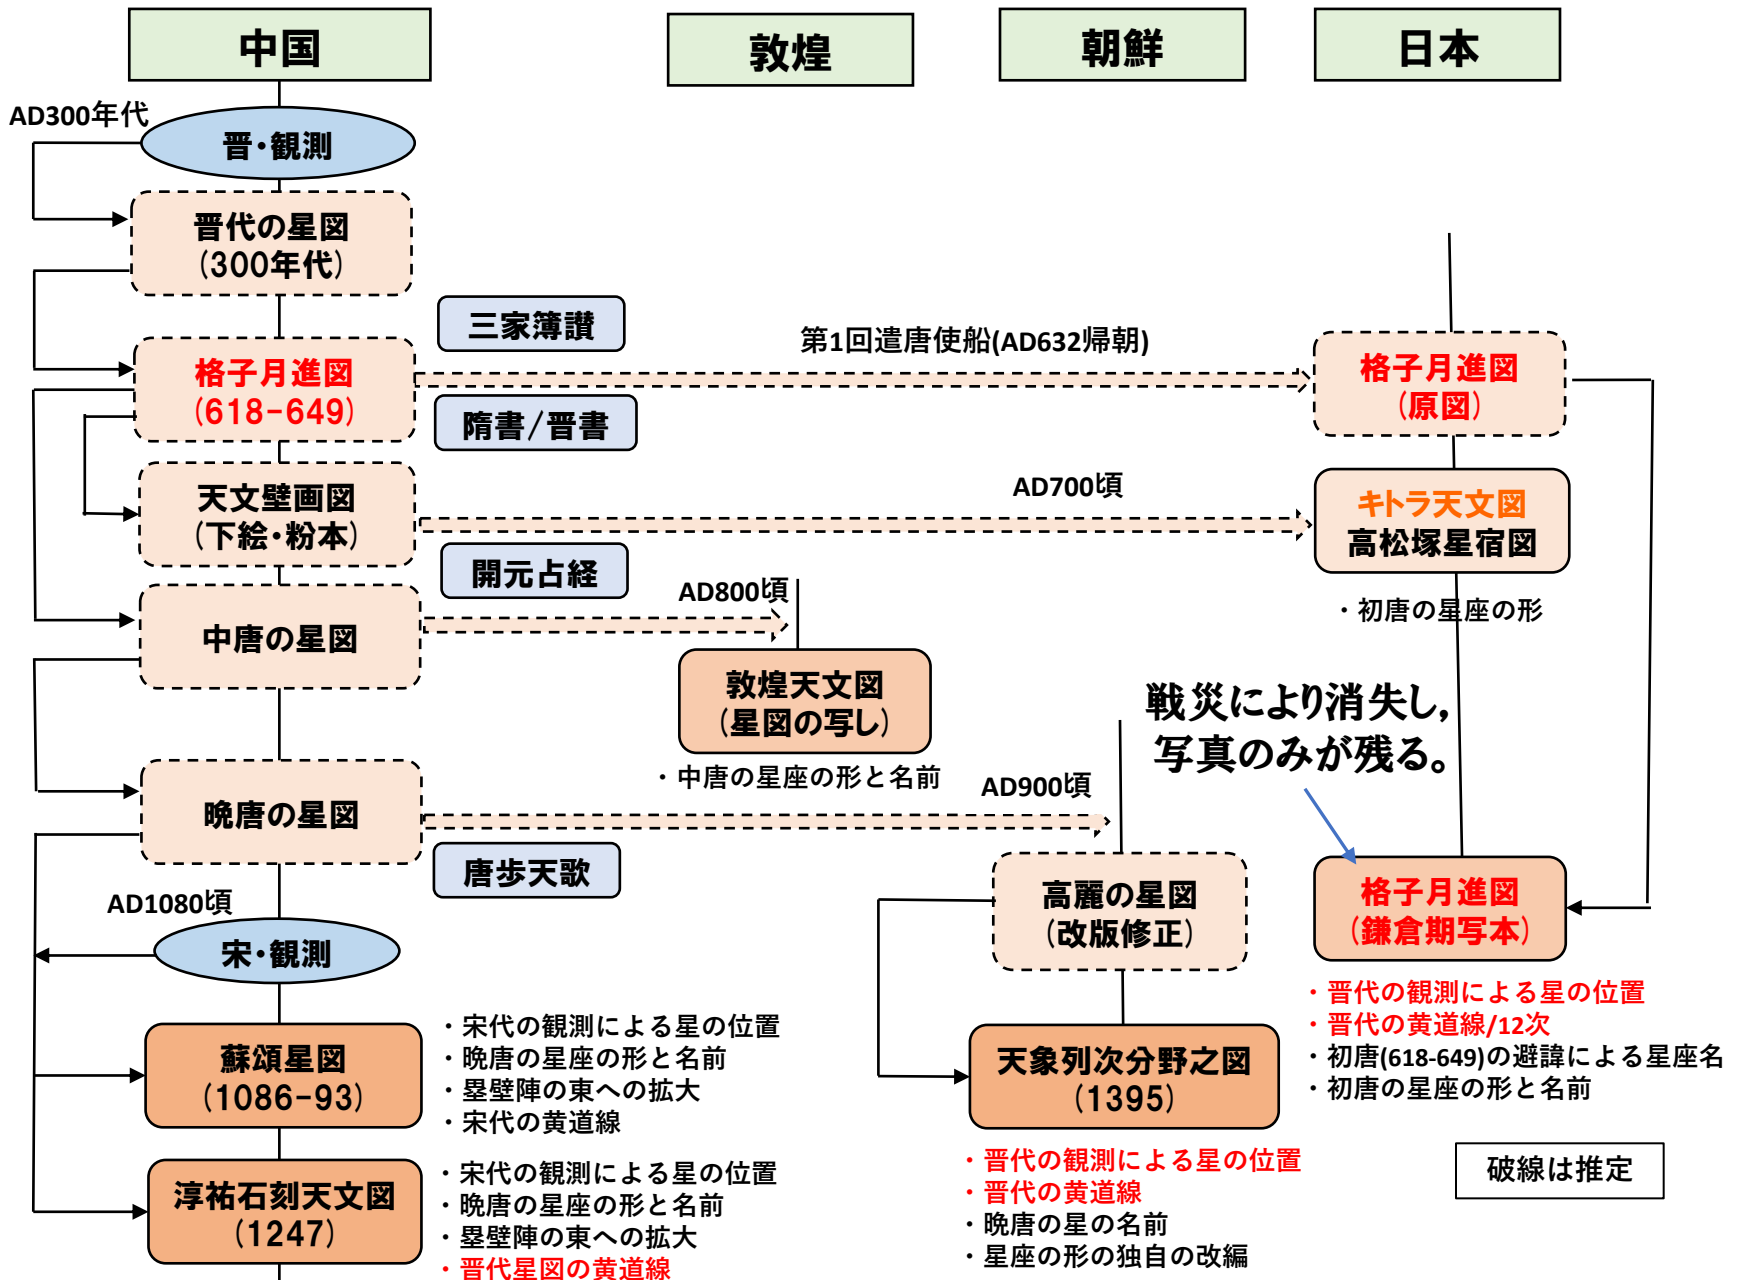 中国
敦煌
朝鮮
日本
AD300年代
晋・観測
晋代の星図
(300年代)
三家簿讃
第1回遣唐使船(AD632帰朝)
格子月進図
(618-649)
格子月進図
(原図)
隋書/晋書
天文壁画図
(下絵・粉本)
AD700頃
キトラ天文図
高松塚星宿図
・初唐の星座の形
開元占経
AD800頃
中唐の星図
敦煌天文図
(星図の写し)
・中唐の星座の形と名前
戦災により消失し,
写真のみが残る。
晩唐の星図
AD900頃
唐歩天歌
高麗の星図
(改版修正)
格子月進図
(鎌倉期写本)
・晋代の観測による星の位置
・晋代の黄道線/12次
・初唐(618-649)の避諱による星座名
・初唐の星座の形と名前
AD1080頃
宋・観測
蘇頌星図
(1086-93)
・宋代の観測による星の位置
・晩唐の星座の形と名前
・塁壁陣の東への拡大
・宋代の黄道線
天象列次分野之図
(1395)
・晋代の観測による星の位置
・晋代の黄道線
・晩唐の星の名前
・星座の形の独自の改編
破線は推定
淳祐石刻天文図
(1247)
・宋代の観測による星の位置
・晩唐の星座の形と名前
・塁壁陣の東への拡大
・晋代星図の黄道線